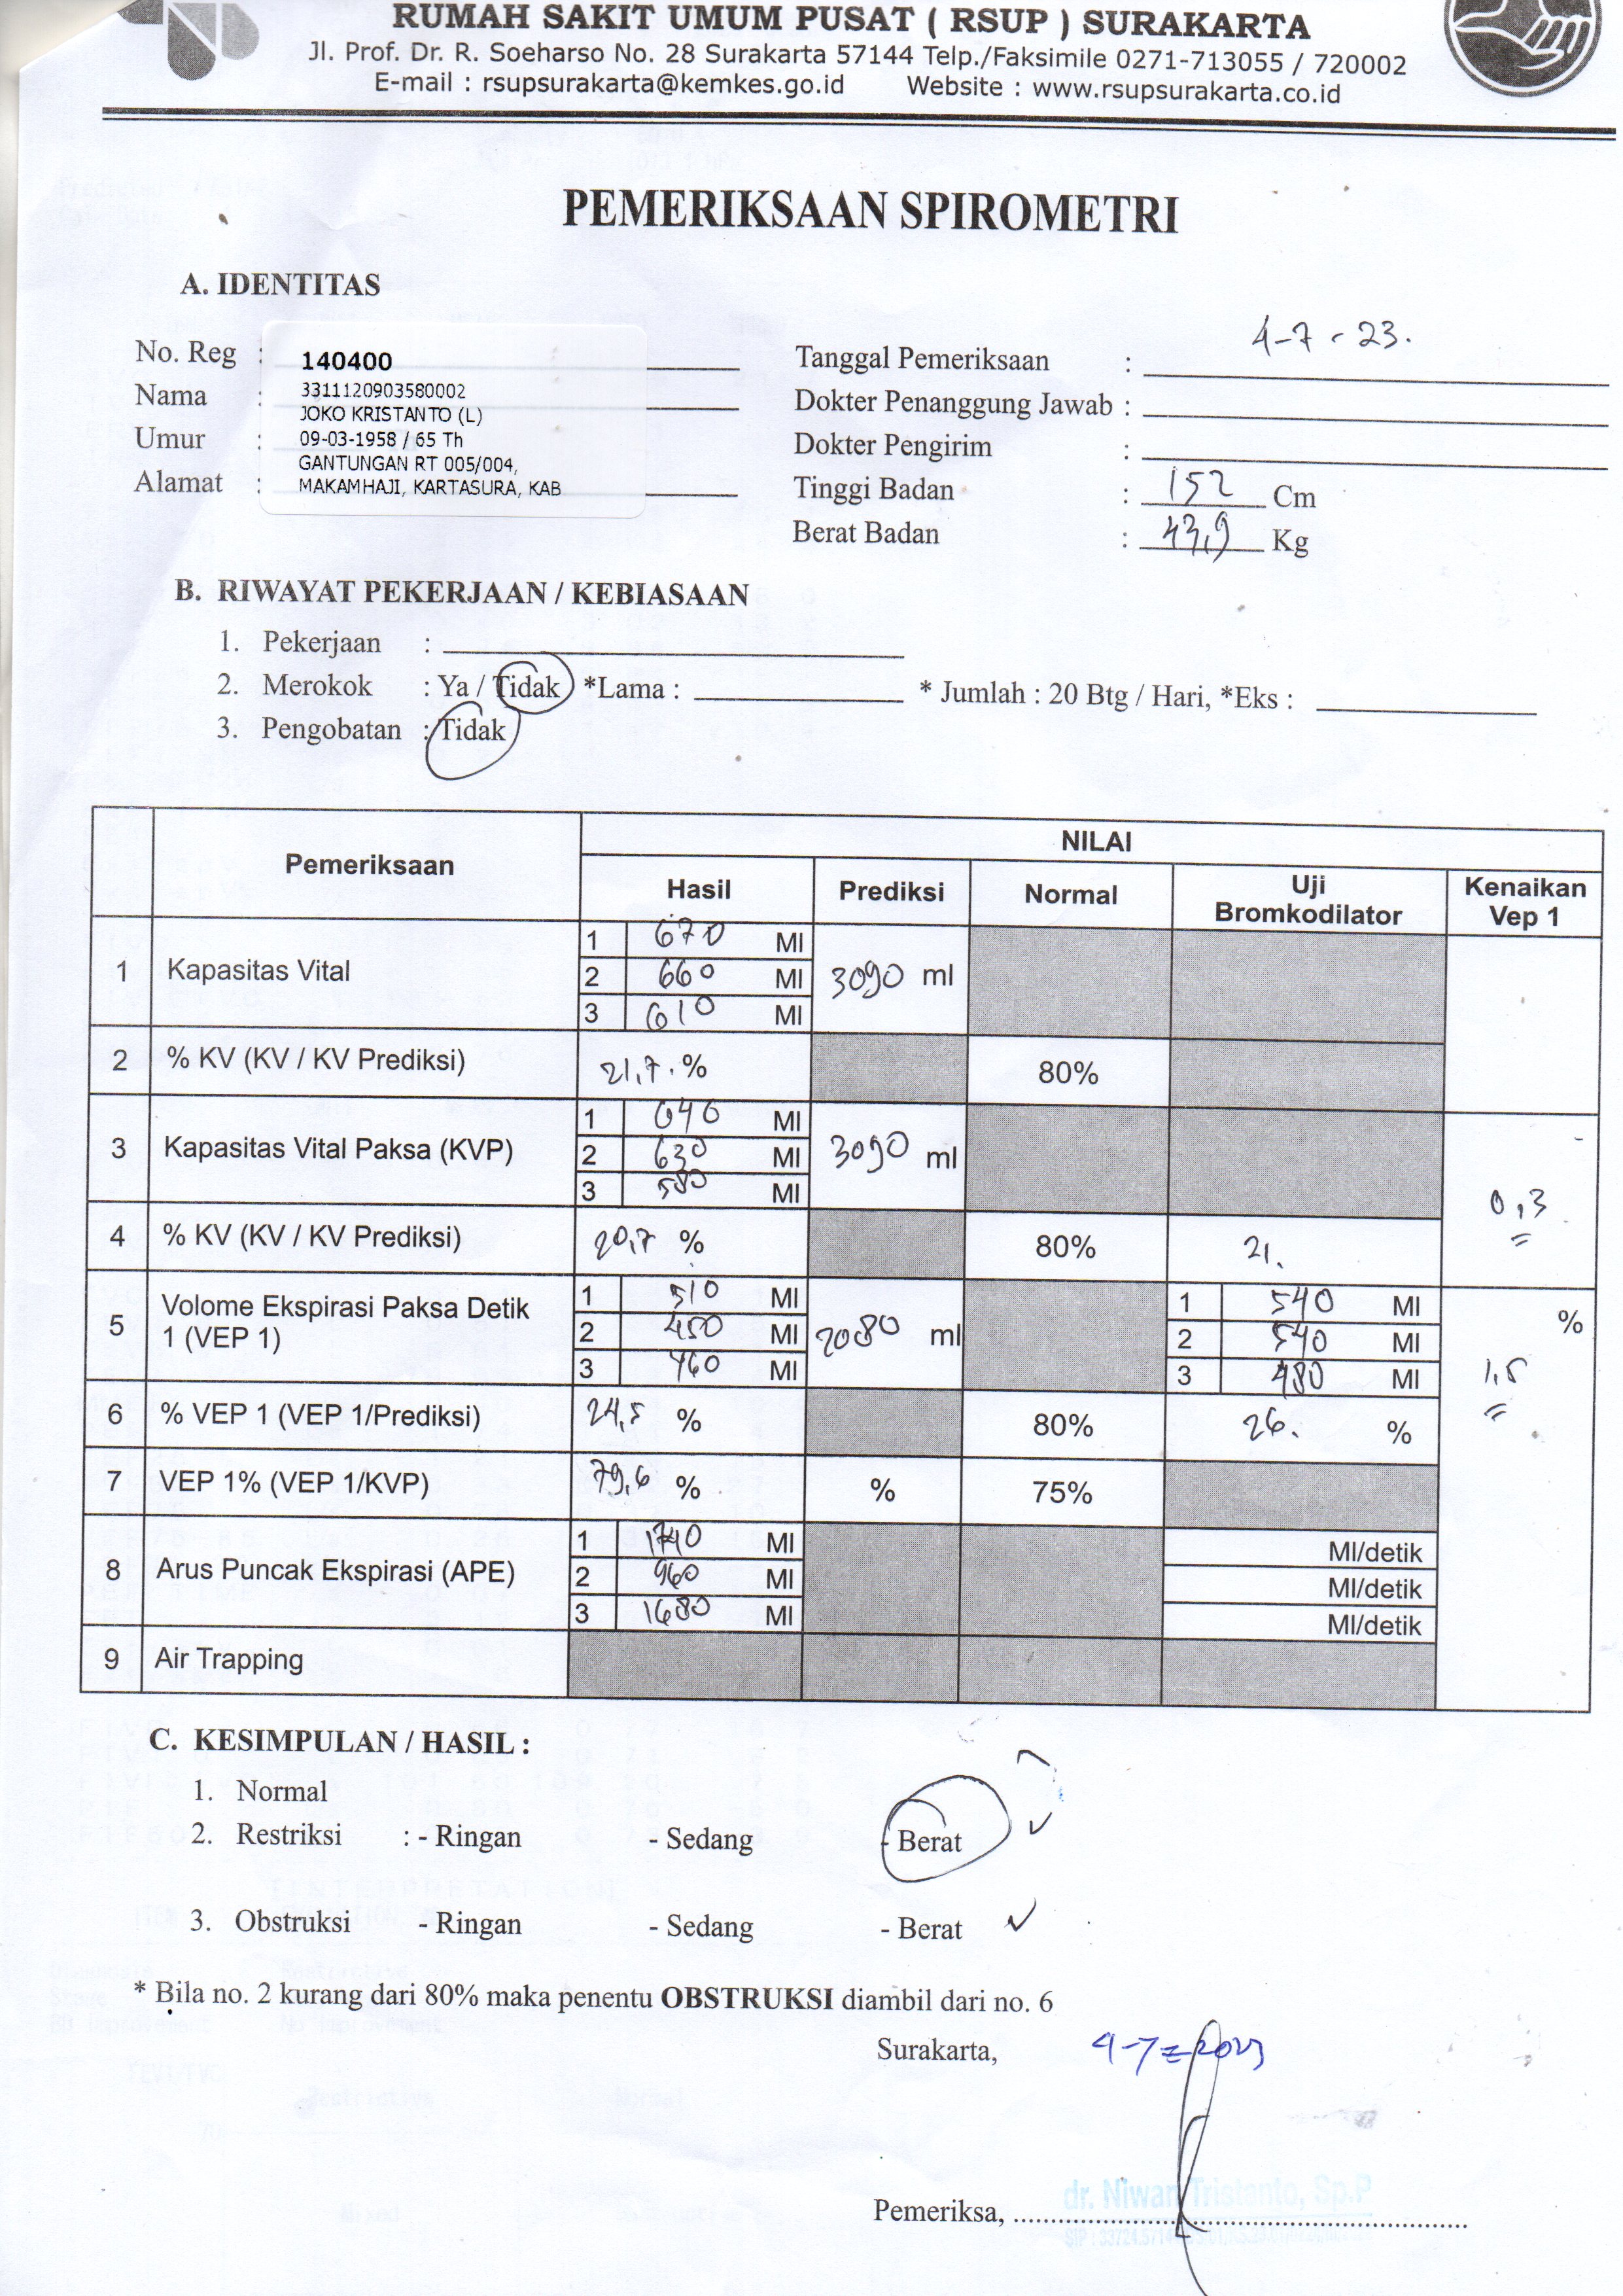 RUMAH SAKIT UMUM PUSAT ( RSUP ) SURAKARTA
Jl. Prof. Dr. R. Soeharso No. 28 Surakarta 57144 Telp./Faksimile 0271-713055 / 720002
E-mail : rsupsurakarta@kemkes.go.id Website : www.rsupsurakarta.co.id
PEMERIKSAAN SPIROMETRI
A. IDENTITAS
No. Reg : 140400
3311120903580002
Nama : JOKO KRISTANTO (L)
Umur : 09-03-1958 / 65 Th
GANTUNGAN RT 005/004,
Alamat : MAKAMHAJI, KARTASURA, KAB
Tanggal Pemeriksaan : 4-7-23.
Dokter Penanggung Jawab :
Dokter Pengirim :
Tinggi Badan : 152 Cm
Berat Badan : 43,9 Kg
B. RIWAYAT PEKERJAAN / KEBIASAAN
1. Pekerjaan :
2. Merokok : Ya / Tidak *Lama : * Jumlah : 20 Btg / Hari, *Eks :
3. Pengobatan : Tidak
Pemeriksaan NILAI
Hasil Prediksi Normal Uji Bromkodilator Kenaikan Vep 1
1 Kapasitas Vital 3090 ml
1 670 Ml
2 660 Ml
3 610 Ml
2 % KV (KV / KV Prediksi) 21,7. % 80%
3 Kapasitas Vital Paksa (KVP) 3090 ml
1 640 Ml
2 630 Ml
3 580 Ml
0,3
4 % KV (KV / KV Prediksi) 20,7 % 80% 21.
5 Volome Ekspirasi Paksa Detik 1 (VEP 1) 2080 ml %
1 510 Ml 1 540 Ml
2 450 Ml 2 540 Ml
3 460 Ml 3 480 Ml
1,5
6 % VEP 1 (VEP 1/Prediksi) 24,5 % 80% 26. %
7 VEP 1% (VEP 1/KVP) 79,6 % % 75%
8 Arus Puncak Ekspirasi (APE)
1 1740 Ml Ml/detik
2 960 Ml Ml/detik
3 1680 Ml Ml/detik
9 Air Trapping
C. KESIMPULAN / HASIL :
1. Normal
2. Restriksi : - Ringan - Sedang - Berat ✓
3. Obstruksi - Ringan - Sedang - Berat ✓
* Bila no. 2 kurang dari 80% maka penentu OBSTRUKSI diambil dari no. 6
Surakarta, 4-7-2023
dr. Niwan Tristanto, Sp.P
Pemeriksa,